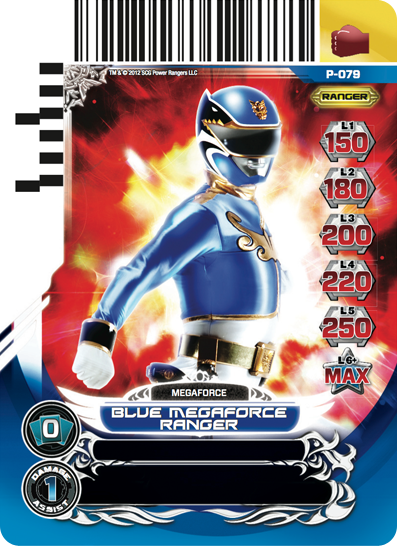 TM & © 2012 SCG Power Rangers LLC
P-079
RANGER
L1
150
L2
180
L3
200
L4
220
L5
250
L6+
MAX
MEGAFORCE
BLUE MEGAFORCE
RANGER
0
DAMAGE
1
ASSIST